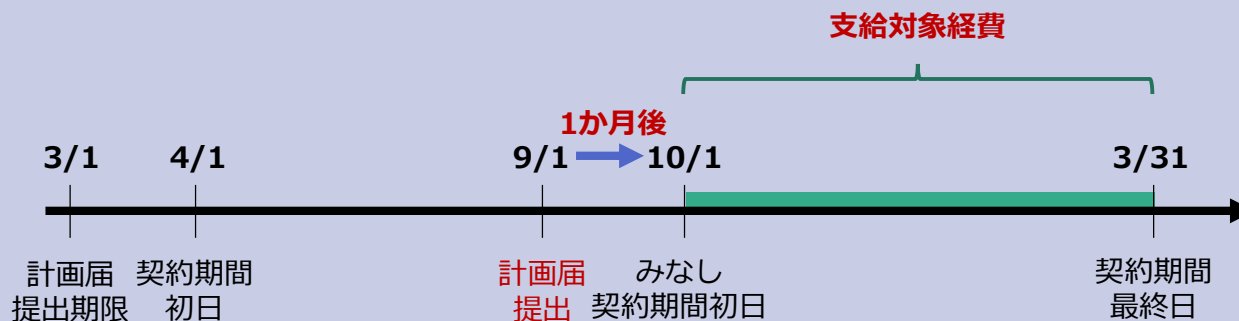 支給対象経費
1か月後
3/1 4/1 9/1 10/1 3/31
計画届 契約期間 計画届 みなし 契約期間
提出期限 初日 提出 契約期間初日 最終日